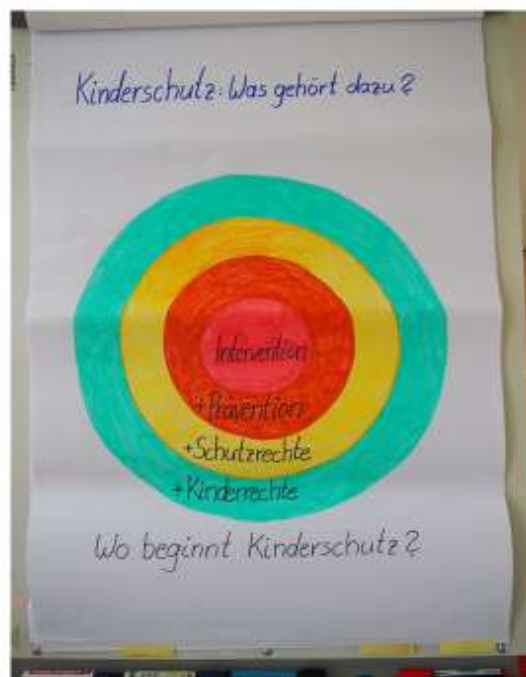 Kinderschutz: Was gehört dazu?
Intervention
+Prävention
+Schutzrechte
+Kinderrechte
Wo beginnt Kinderschutz?